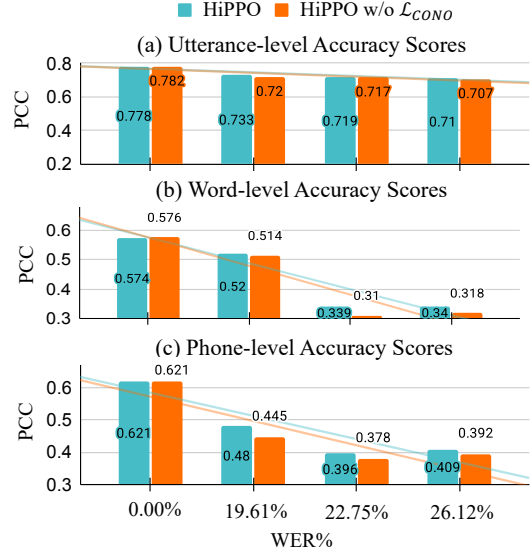 HiPPO HiPPO w/o ℒ_CONO
(a) Utterance-level Accuracy Scores
PCC
0.8
0.6
0.4
0.2
0.778 0.782 0.733 0.72 0.719 0.717 0.71 0.707
(b) Word-level Accuracy Scores
PCC
0.6
0.5
0.4
0.3
0.574 0.576 0.52 0.514 0.339 0.31 0.34 0.318
(c) Phone-level Accuracy Scores
PCC
0.6
0.5
0.4
0.3
0.621 0.621 0.48 0.445 0.396 0.378 0.409 0.392
0.00% 19.61% 22.75% 26.12%
WER%